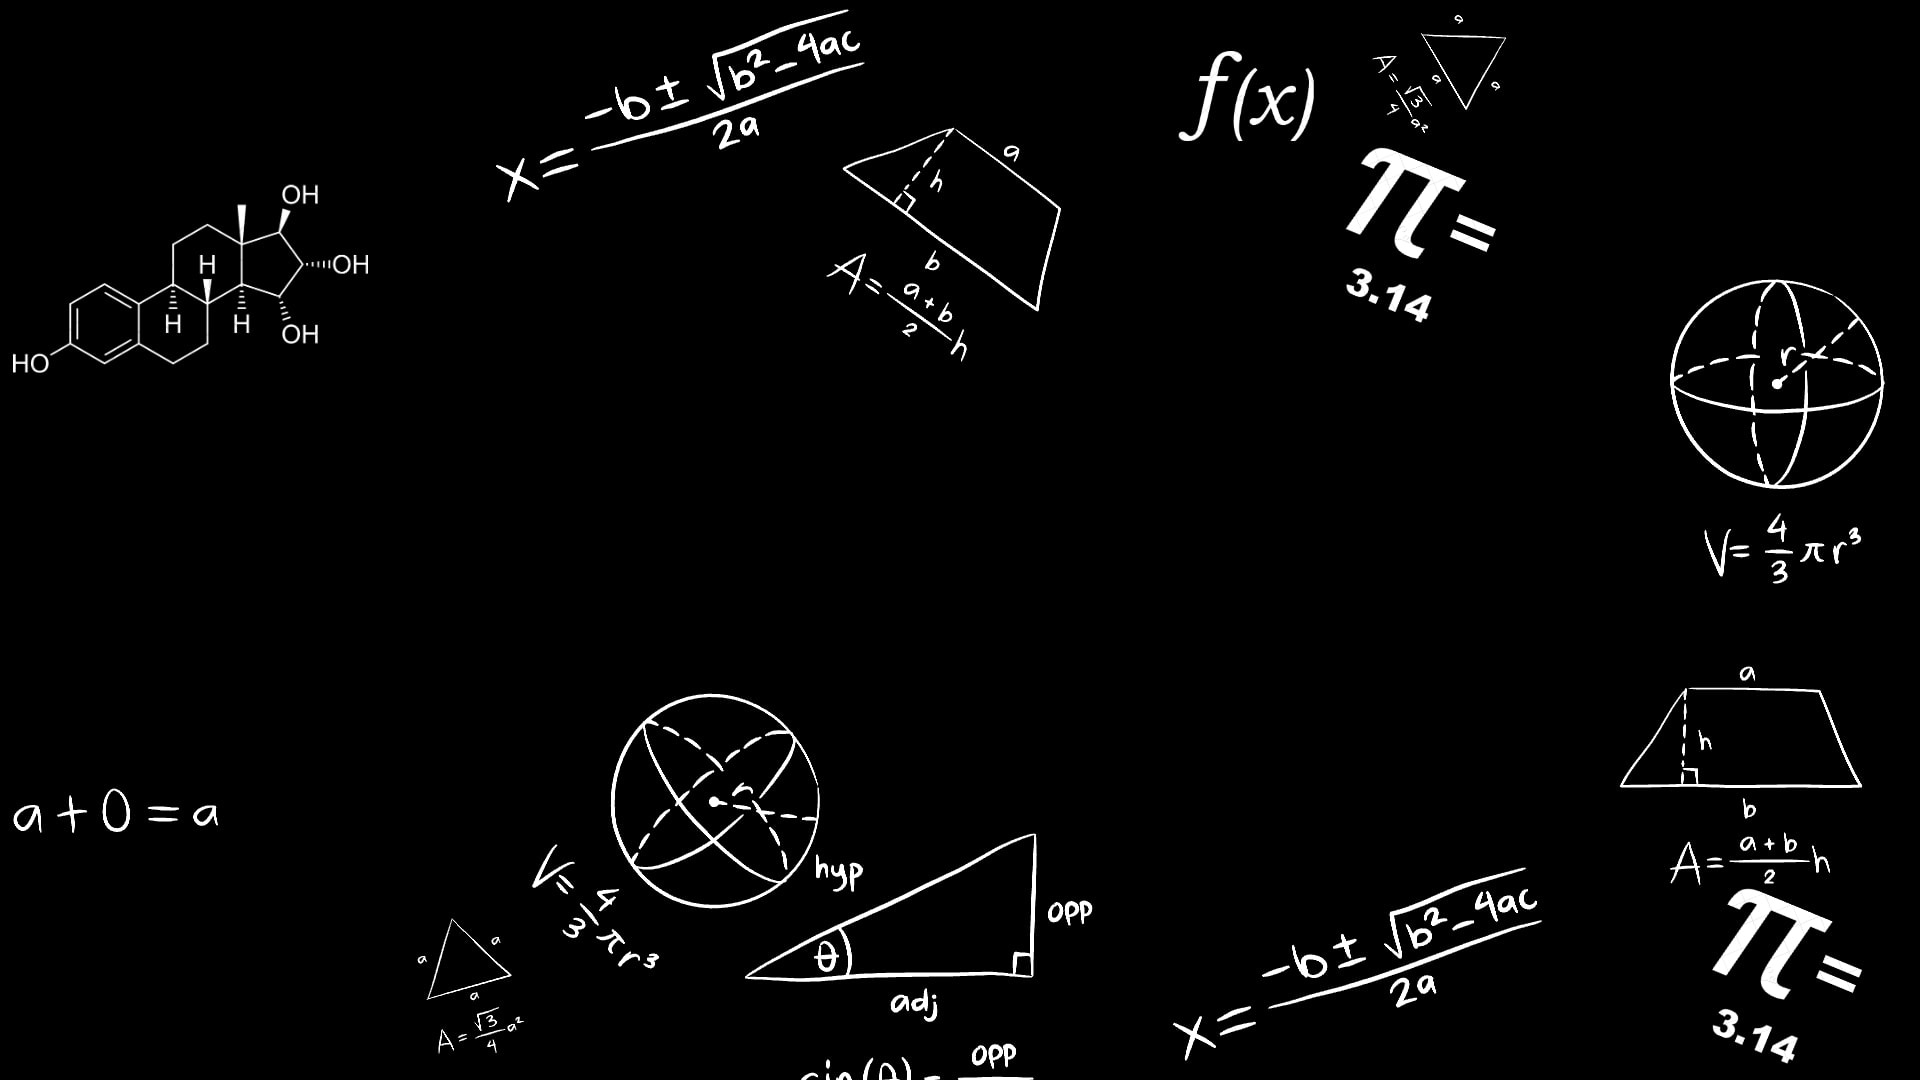 x = -b ± √b² - 4ac / 2a
f(x)
a
a
a
A = √3/4 a²
a
h
b
A = a + b / 2 h
π =
3.14
OH
H
OH
H
H
OH
HO
r
V = 4/3 π r³
a
h
b
A = a + b / 2 h
a + 0 = a
r
V = 4/3 π r³
hyp
opp
θ
adj
a
a
a
A = √3/4 a²
x = -b ± √b² - 4ac / 2a
π =
3.14
sin(θ) = opp